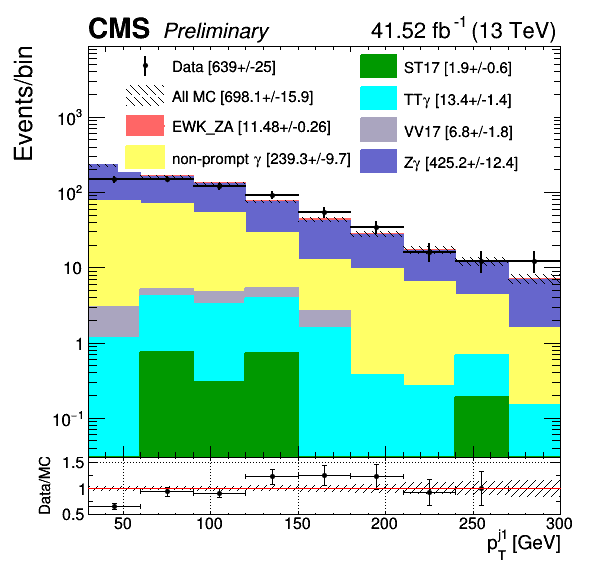 CMS Preliminary 41.52 fb⁻¹ (13 TeV)
Events/bin
Data [639+/-25]
All MC [698.1+/-15.9]
EWK_ZA [11.48+/-0.26]
non-prompt γ [239.3+/-9.7]
ST17 [1.9+/-0.6]
TTγ [13.4+/-1.4]
VV17 [6.8+/-1.8]
Zγ [425.2+/-12.4]
10³
10²
10
1
10⁻¹
Data/MC
1.5
1
0.5
50 100 150 200 250 300
p_T^j1 [GeV]